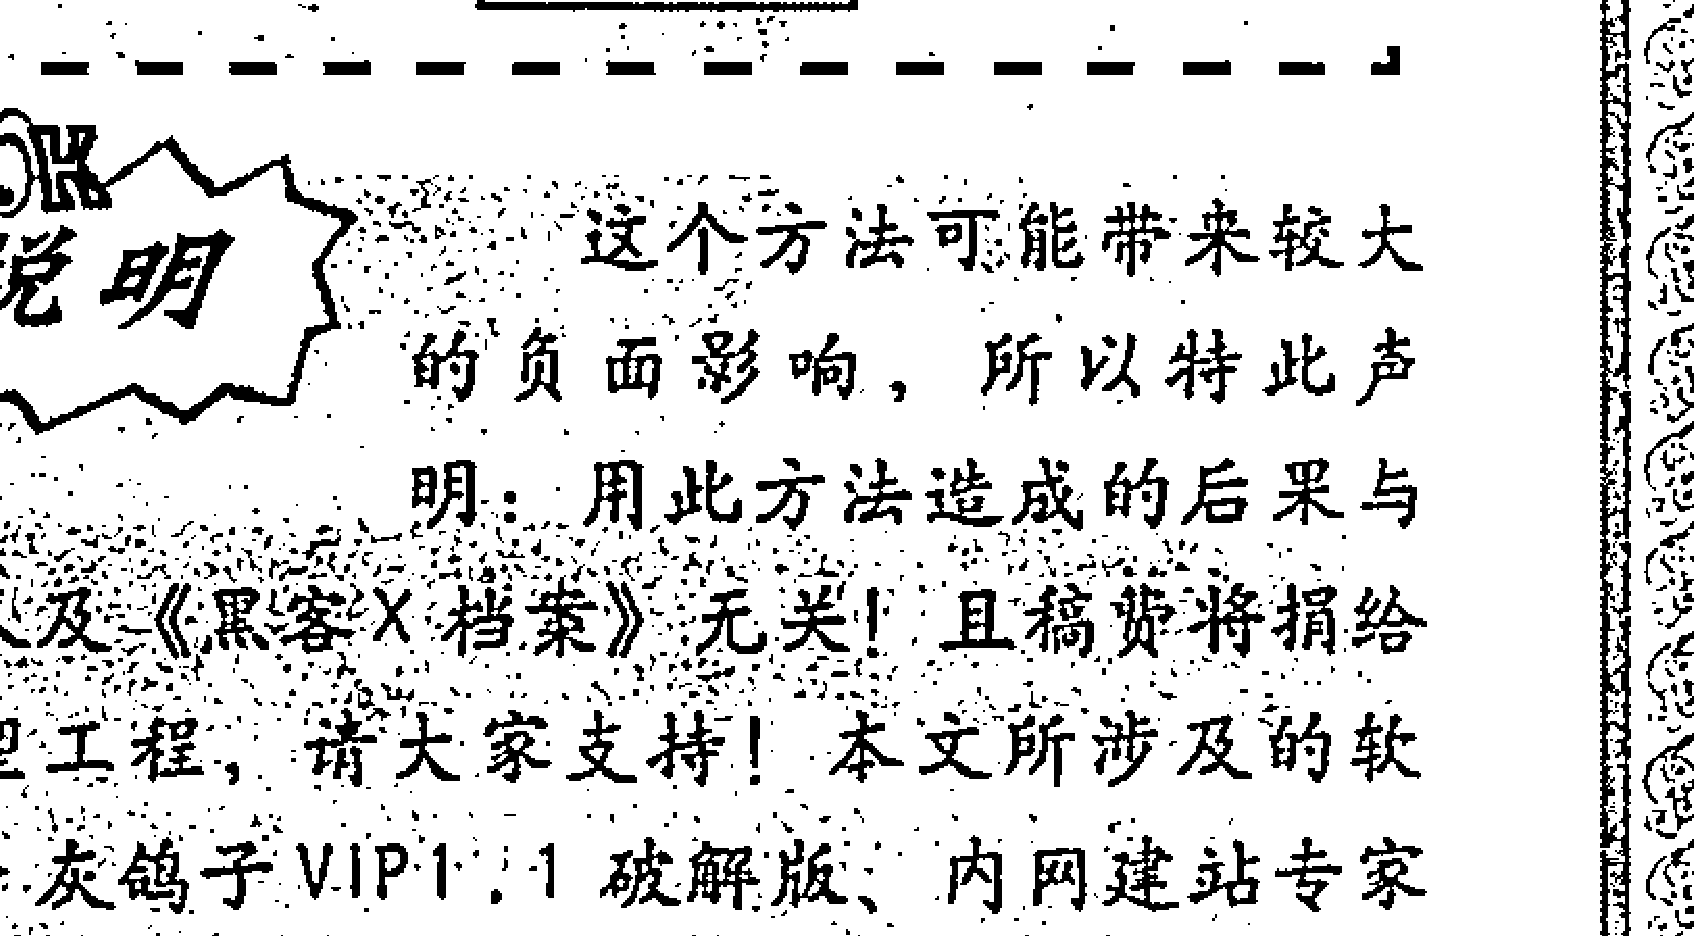 OK
说明
这个方法可能带来较大
的负面影响，所以特此声
明：用此方法造成的后果与
人及《黑客X档案》无关！且稿费将捐给
工程，请大家支持！本文所涉及的软
灰鸽子VIP1.1破解版、内网建站专家